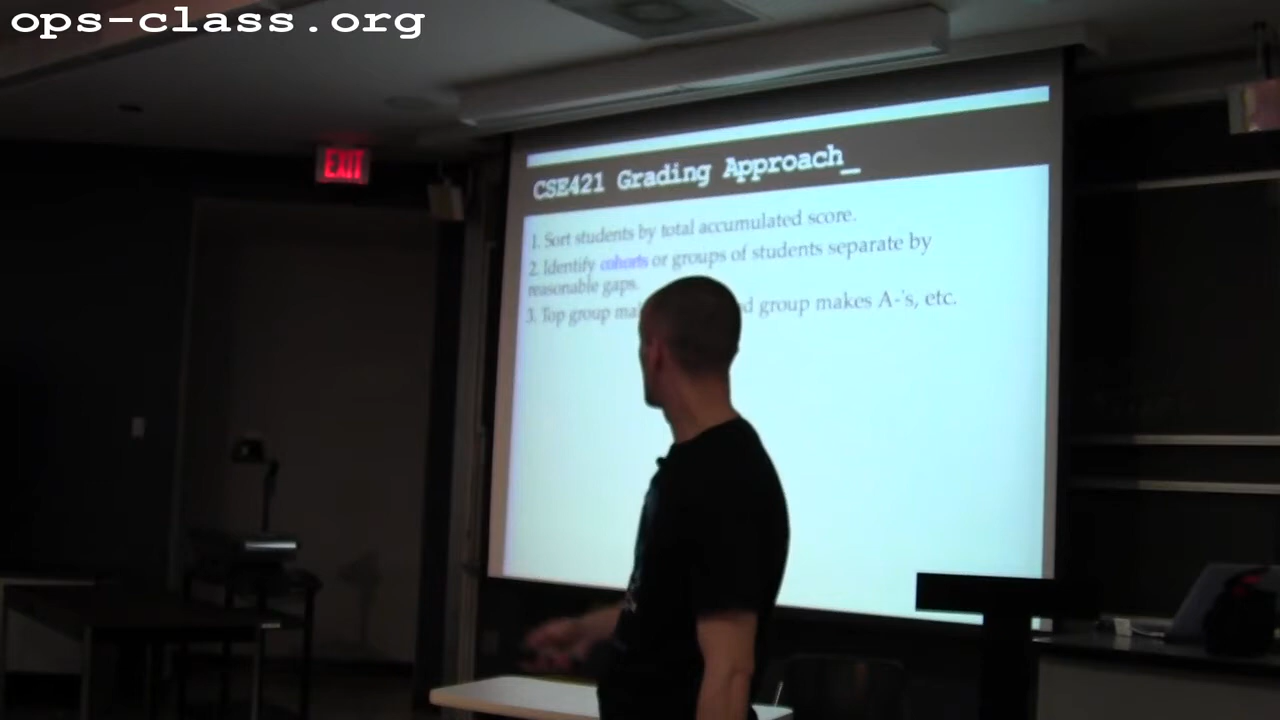 ops-class.org
EXIT
CSE421 Grading Approach_
1. Sort students by total accumulated score.
2. Identify cohorts or groups of students separate by
reasonable gaps.
3. Top group group makes A-'s, etc.